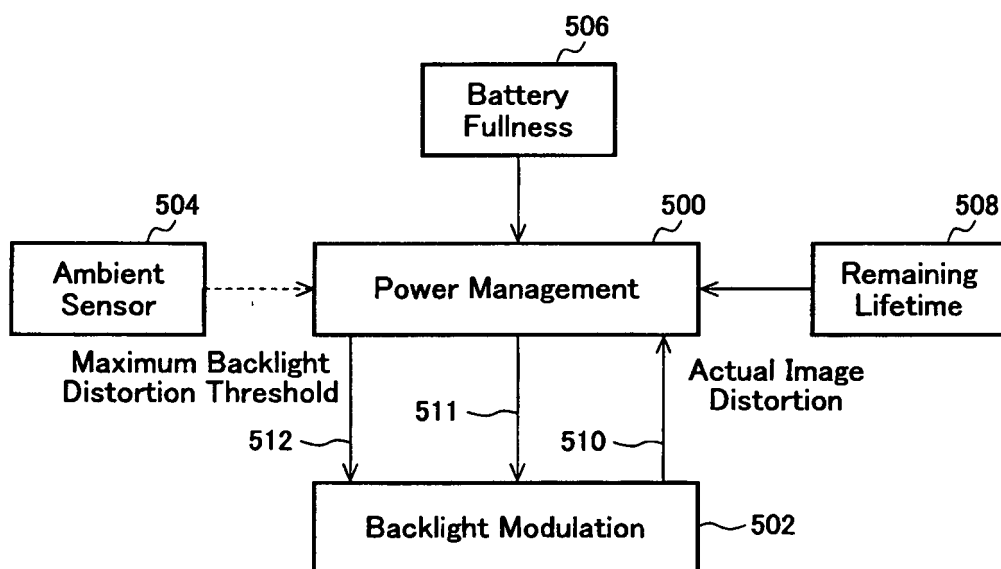 506
Battery
Fullness
504
500
508
Ambient
Sensor
Power Management
Remaining
Lifetime
Maximum Backlight
Distortion Threshold
Actual Image
Distortion
512
511
510
Backlight Modulation
502